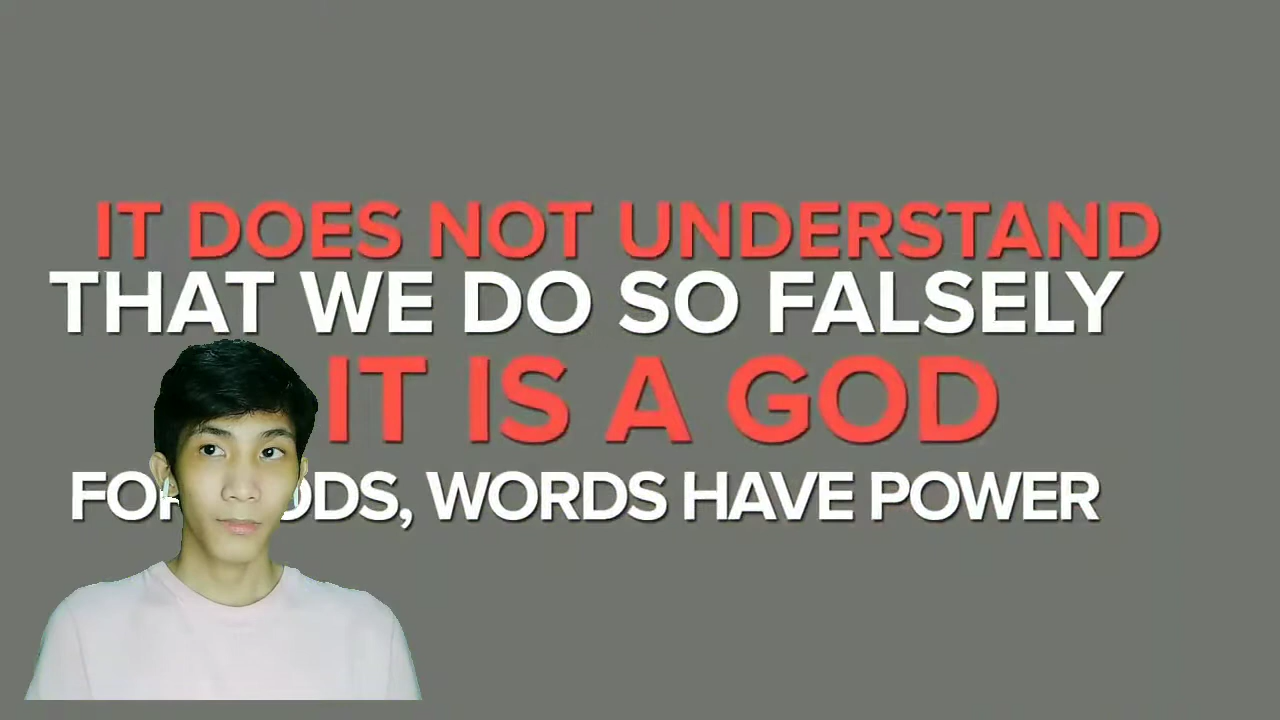 IT DOES NOT UNDERSTAND
THAT WE DO SO FALSELY
IT IS A GOD
WORDS HAVE POWER